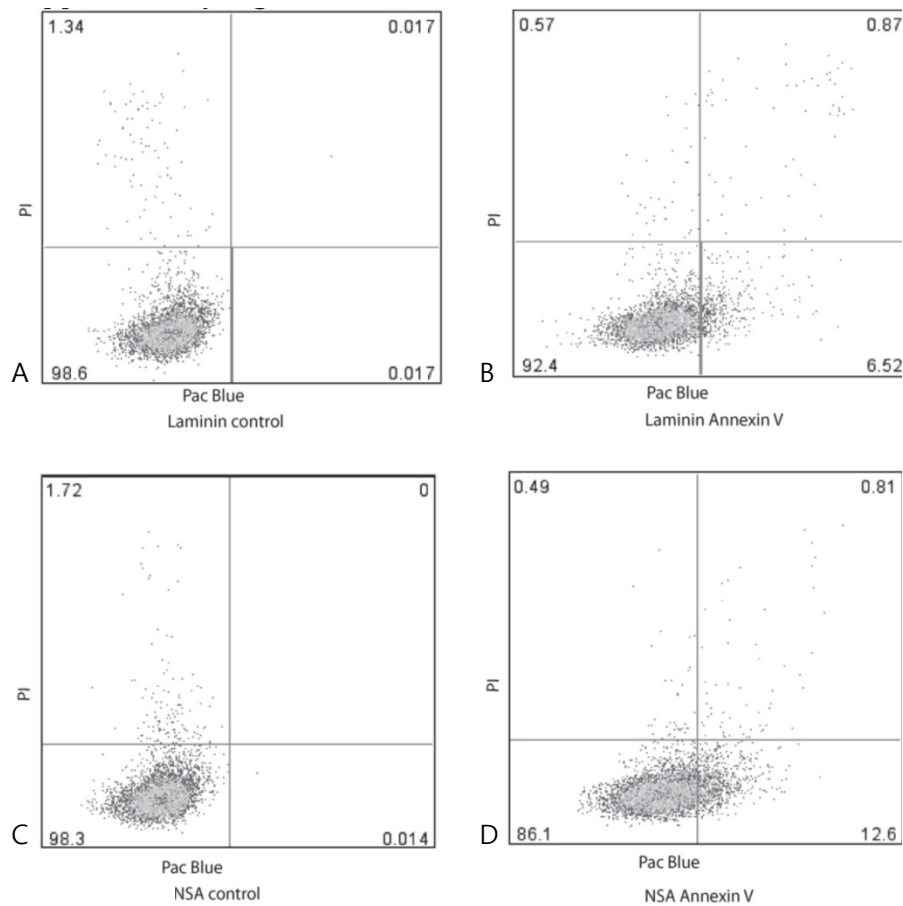 1.34 0.017
PI
A 98.6 0.017
Pac Blue
Laminin control
0.57 0.87
PI
B 92.4 6.52
Pac Blue
Laminin Annexin V
1.72 0
PI
C 98.3 0.014
Pac Blue
NSA control
0.49 0.81
PI
D 86.1 12.6
Pac Blue
NSA Annexin V